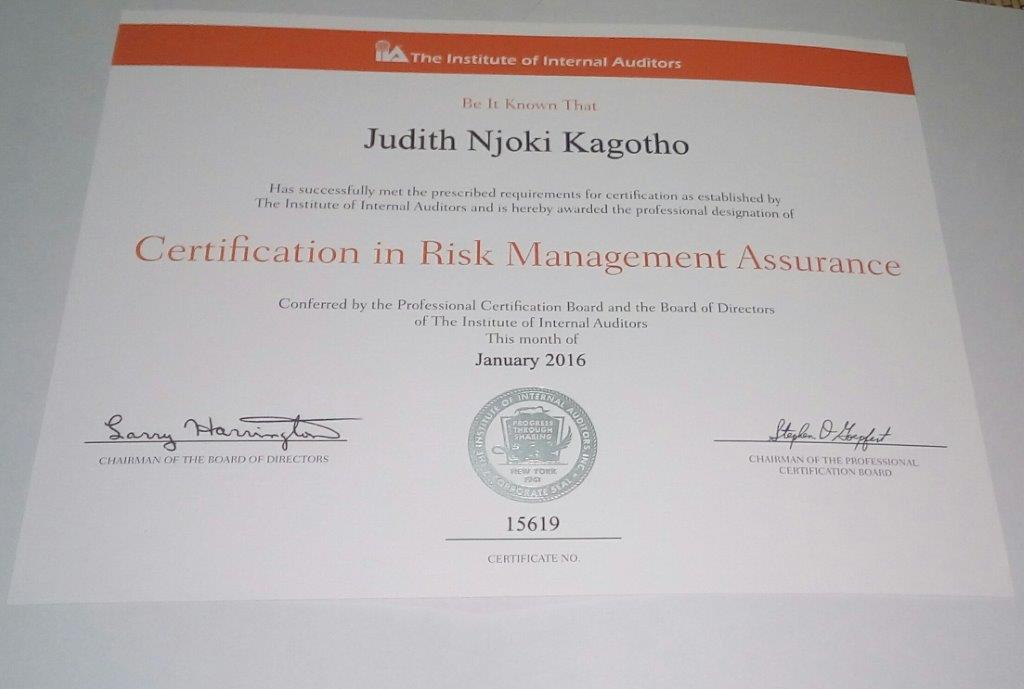 IIA The Institute of Internal Auditors
Be It Known That
Judith Njoki Kagotho
Has successfully met the prescribed requirements for certification as established by
The Institute of Internal Auditors and is hereby awarded the professional designation of
Certification in Risk Management Assurance
Conferred by the Professional Certification Board and the Board of Directors
of The Institute of Internal Auditors
This month of
January 2016
Larry Harrington
CHAIRMAN OF THE BOARD OF DIRECTORS
THE INSTITUTE OF INTERNAL AUDITORS INC.
PROGRESS
THROUGH
SHARING
NEW YORK
1941
CORPORATE SEAL
Stephen D Goepfert
CHAIRMAN OF THE PROFESSIONAL
CERTIFICATION BOARD
15619
CERTIFICATE NO.